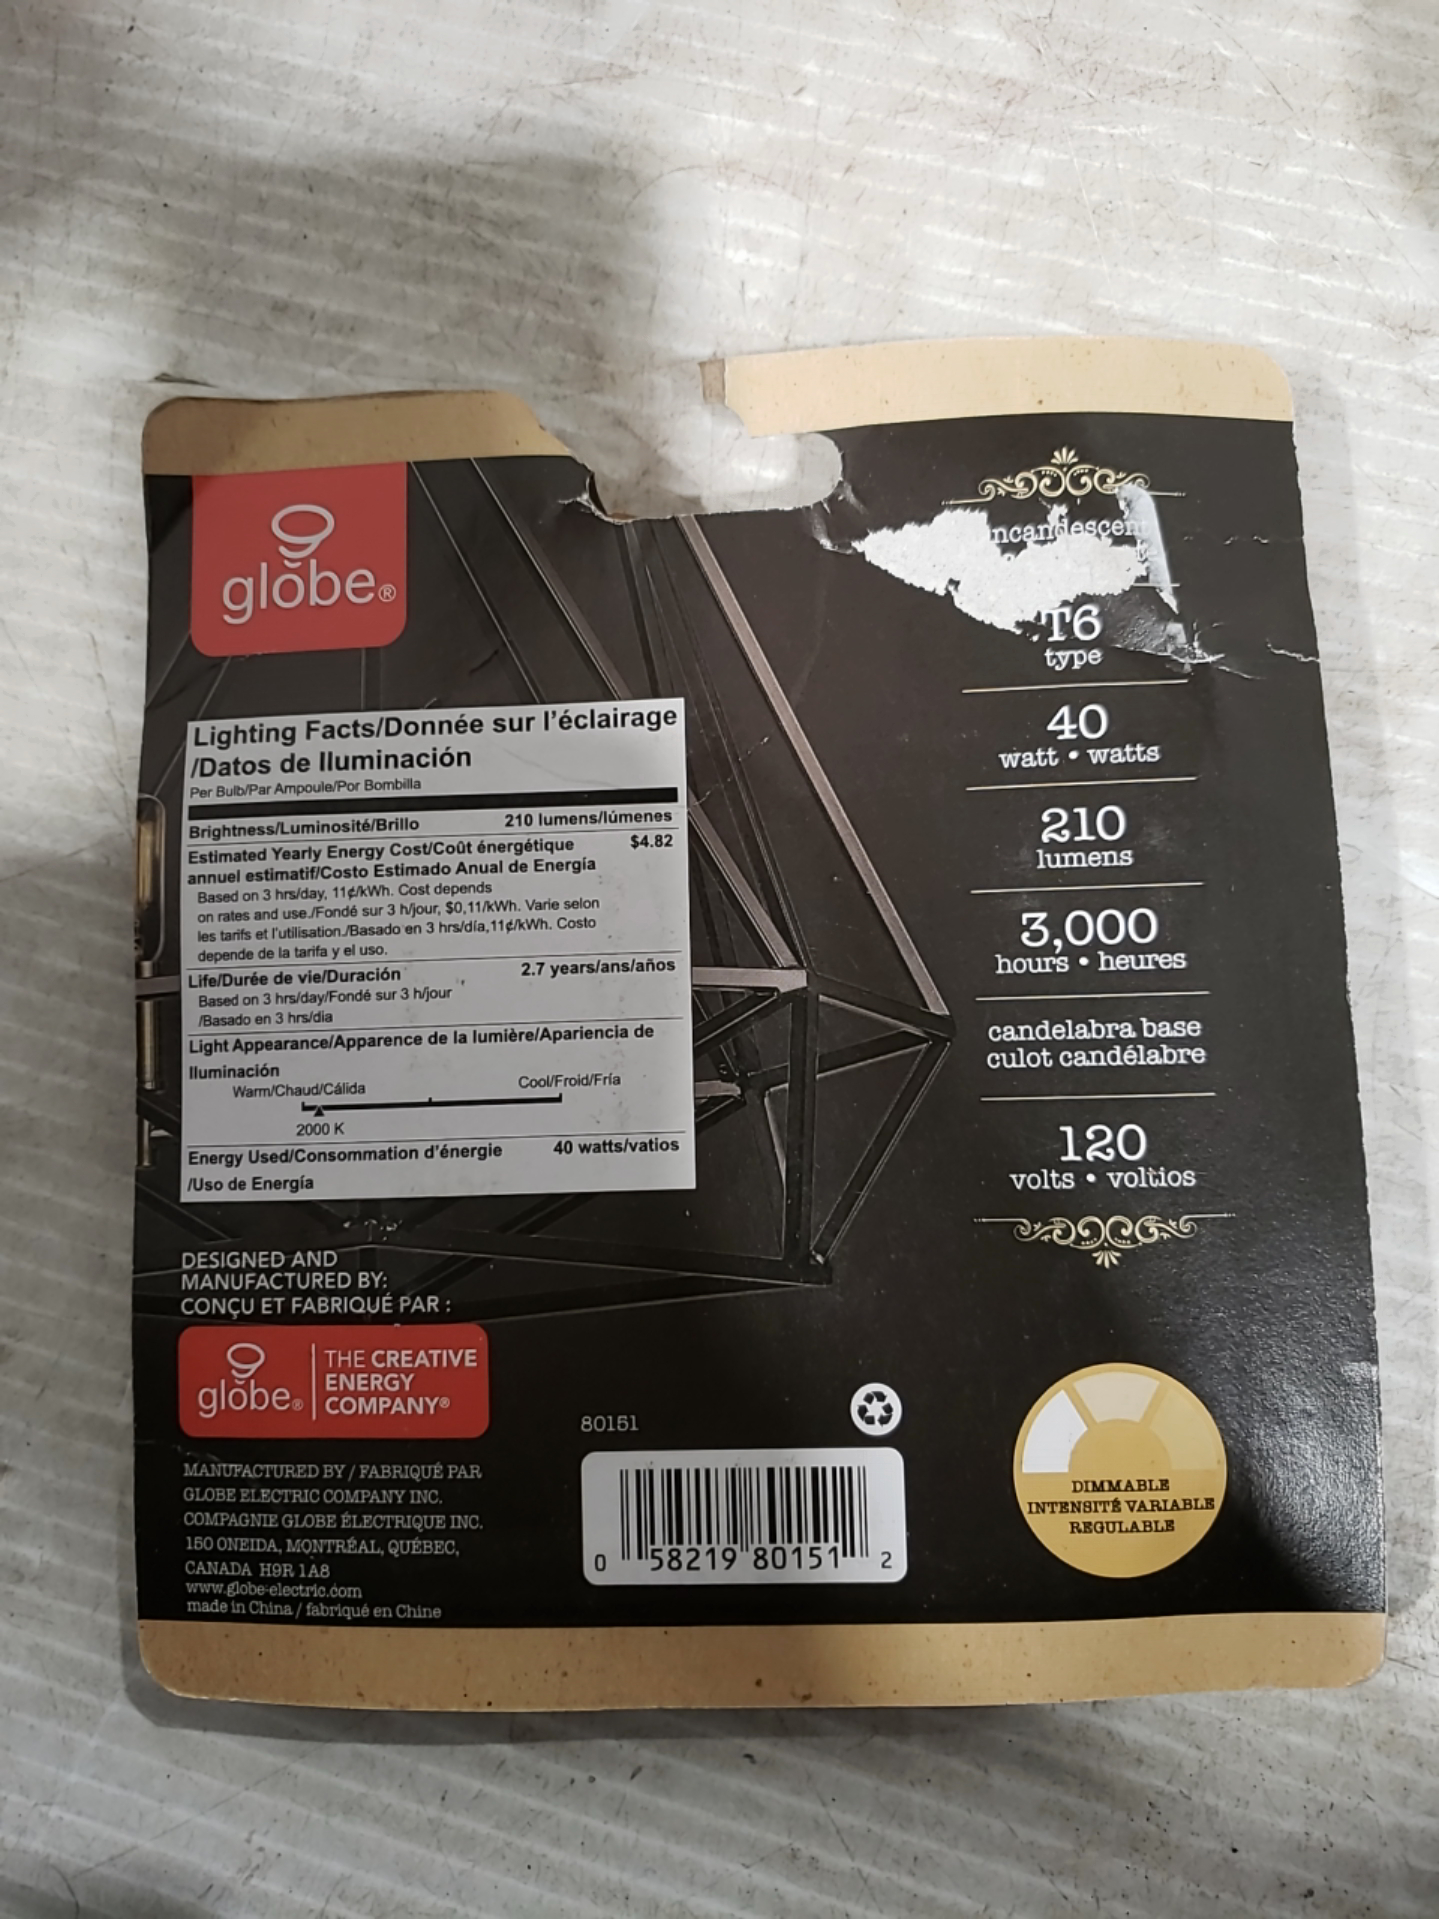 globe®
Lighting Facts/Donnée sur l'éclairage
/Datos de Iluminación
Per Bulb/Par Ampoule/Por Bombilla
Brightness/Luminosité/Brillo 210 lumens/lúmenes
Estimated Yearly Energy Cost/Coût énergétique $4.82
annuel estimatif/Costo Estimado Anual de Energía
Based on 3 hrs/day, 11¢/kWh. Cost depends
on rates and use./Fondé sur 3 h/jour, $0,11/kWh. Varie selon
les tarifs et l'utilisation./Basado en 3 hrs/día,11¢/kWh. Costo
depende de la tarifa y el uso.
Life/Durée de vie/Duración 2.7 years/ans/años
Based on 3 hrs/day/Fondé sur 3 h/jour
/Basado en 3 hrs/dia
Light Appearance/Apparence de la lumière/Apariencia de
Iluminación
Warm/Chaud/Cálida Cool/Froid/Fría
2000 K
Energy Used/Consommation d'énergie 40 watts/vatios
/Uso de Energía
DESIGNED AND
MANUFACTURED BY:
CONÇU ET FABRIQUÉ PAR :
globe® THE CREATIVE
ENERGY
COMPANY®
MANUFACTURED BY / FABRIQUÉ PAR
GLOBE ELECTRIC COMPANY INC.
COMPAGNIE GLOBE ÉLECTRIQUE INC.
150 ONEIDA, MONTRÉAL, QUÉBEC,
CANADA H9R 1A8
www.globe-electric.com
made in China / fabriqué en Chine
80151
0 58219 80151 2
ncandescen
T6
type
40
watt • watts
210
lumens
3,000
hours • heures
candelabra base
culot candélabre
120
volts • voltios
DIMMABLE
INTENSITÉ VARIABLE
REGULABLE